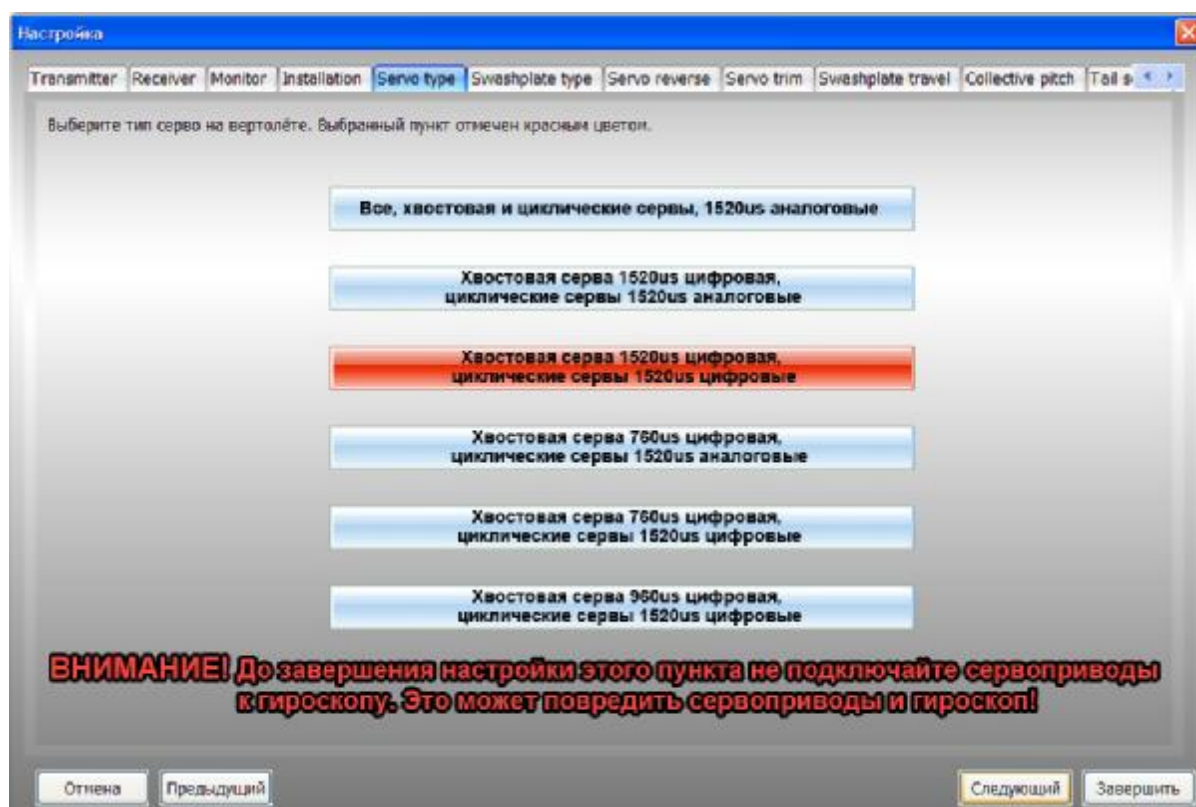 Настройка
Transmitter Receiver Monitor Installation Servo type Swashplate type Servo reverse Servo trim Swashplate travel Collective pitch Tail s
Выберите тип серво на вертолёте. Выбранный пункт отмечен красным цветом.
Все, хвостовая и циклические сервы, 1520us аналоговые
Хвостовая серва 1520us цифровая,
циклические сервы 1520us аналоговые
Хвостовая серва 1520us цифровая,
циклические сервы 1520us цифровые
Хвостовая серва 760us цифровая,
циклические сервы 1520us аналоговые
Хвостовая серва 760us цифровая,
циклические сервы 1520us цифровые
Хвостовая серва 960us цифровая,
циклические сервы 1520us цифровые
ВНИМАНИЕ! До завершения настройки этого пункта не подключайте сервоприводы
к гироскопу. Это может повредить сервоприводы и гироскоп!
Отмена Предыдущий Следующий Завершить